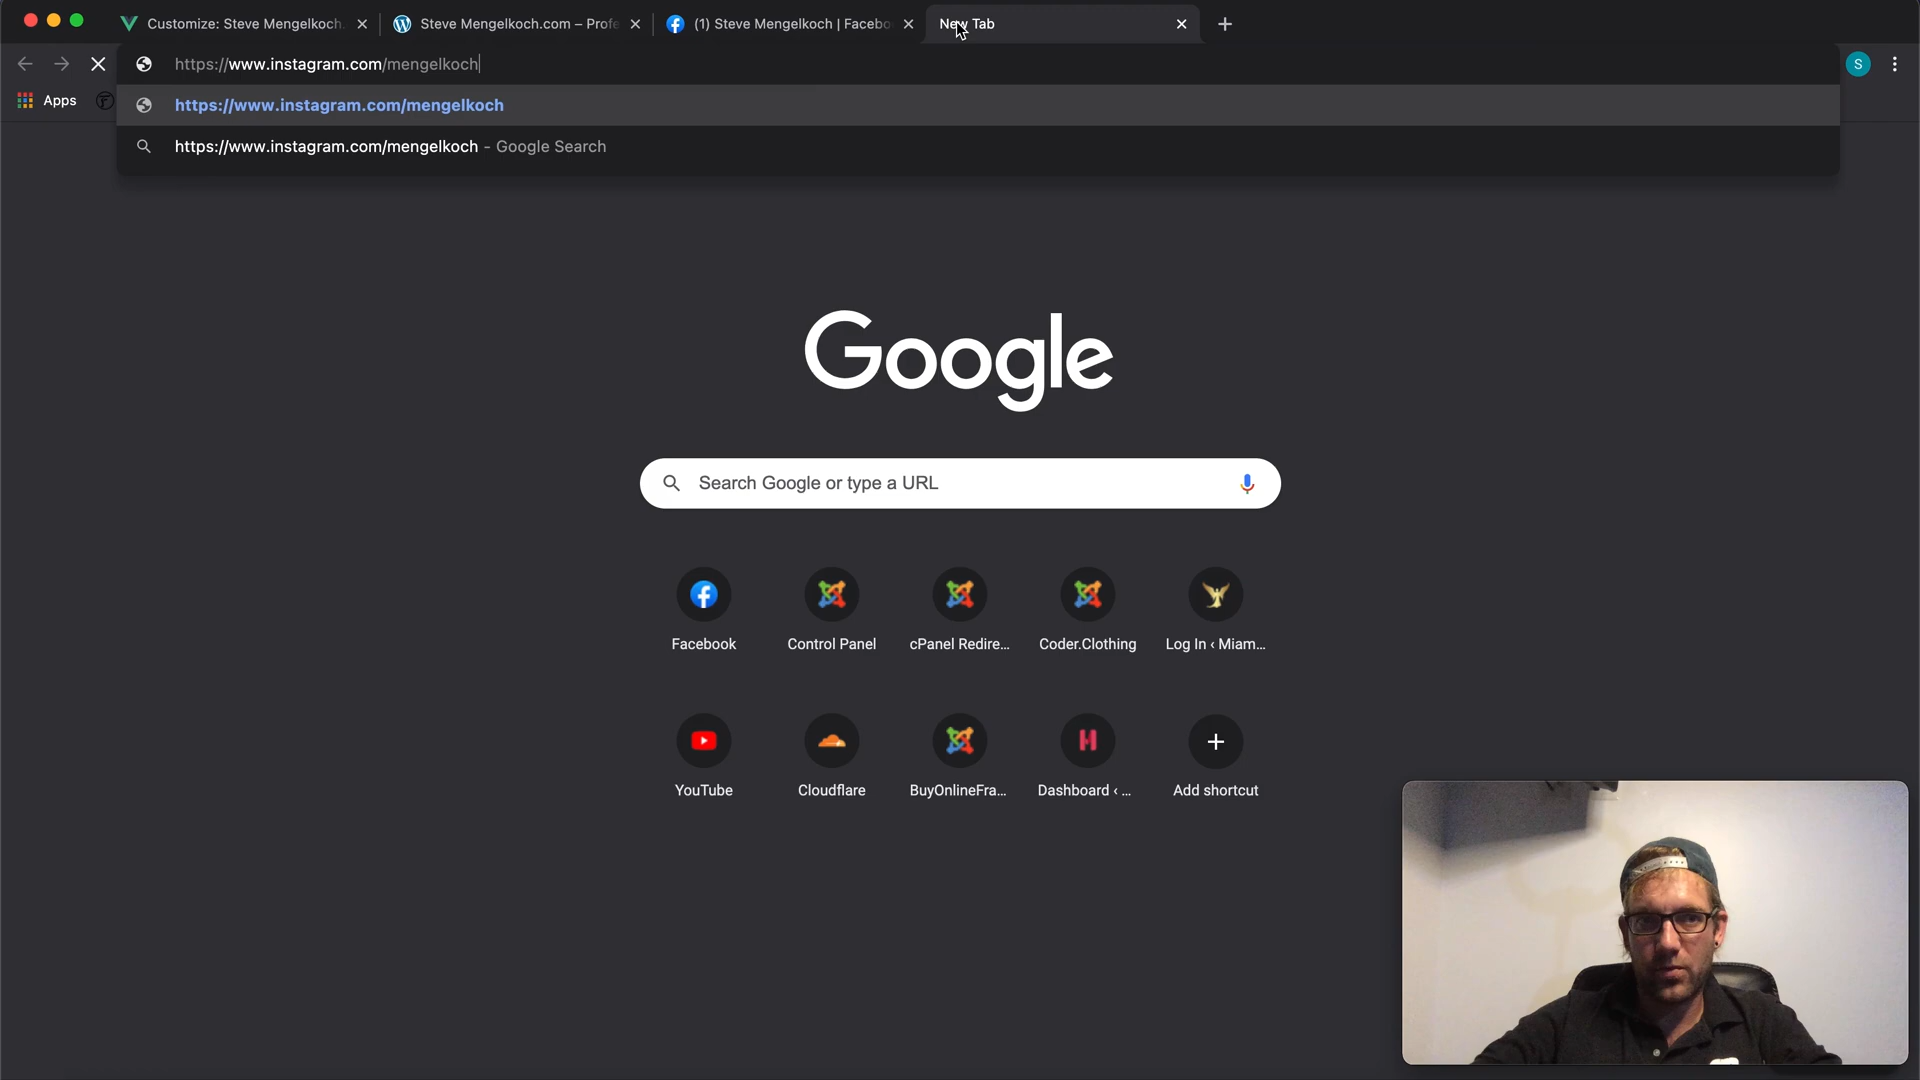 Customize: Steve Mengelkoch. Steve Mengelkoch.com – Profe (1) Steve Mengelkoch | Facebo New Tab
https://www.instagram.com/mengelkoch
S
Apps
https://www.instagram.com/mengelkoch
https://www.instagram.com/mengelkoch - Google Search
Google
Search Google or type a URL
Facebook Control Panel cPanel Redire... Coder.Clothing Log In ‹ Miam...
YouTube Cloudflare BuyOnlineFra... Dashboard ‹ ... Add shortcut